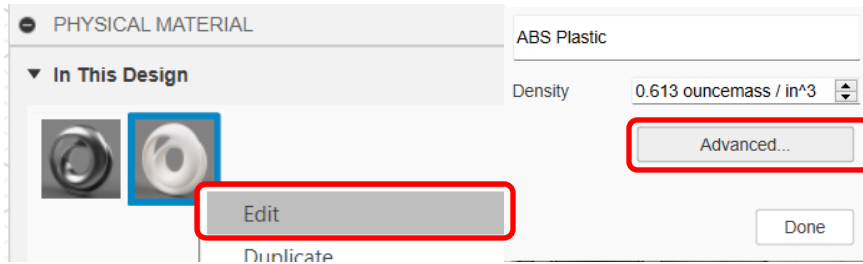 PHYSICAL MATERIAL
In This Design
Edit
Duplicate
ABS Plastic
Density 0.613 ouncemass / in^3
Advanced...
Done